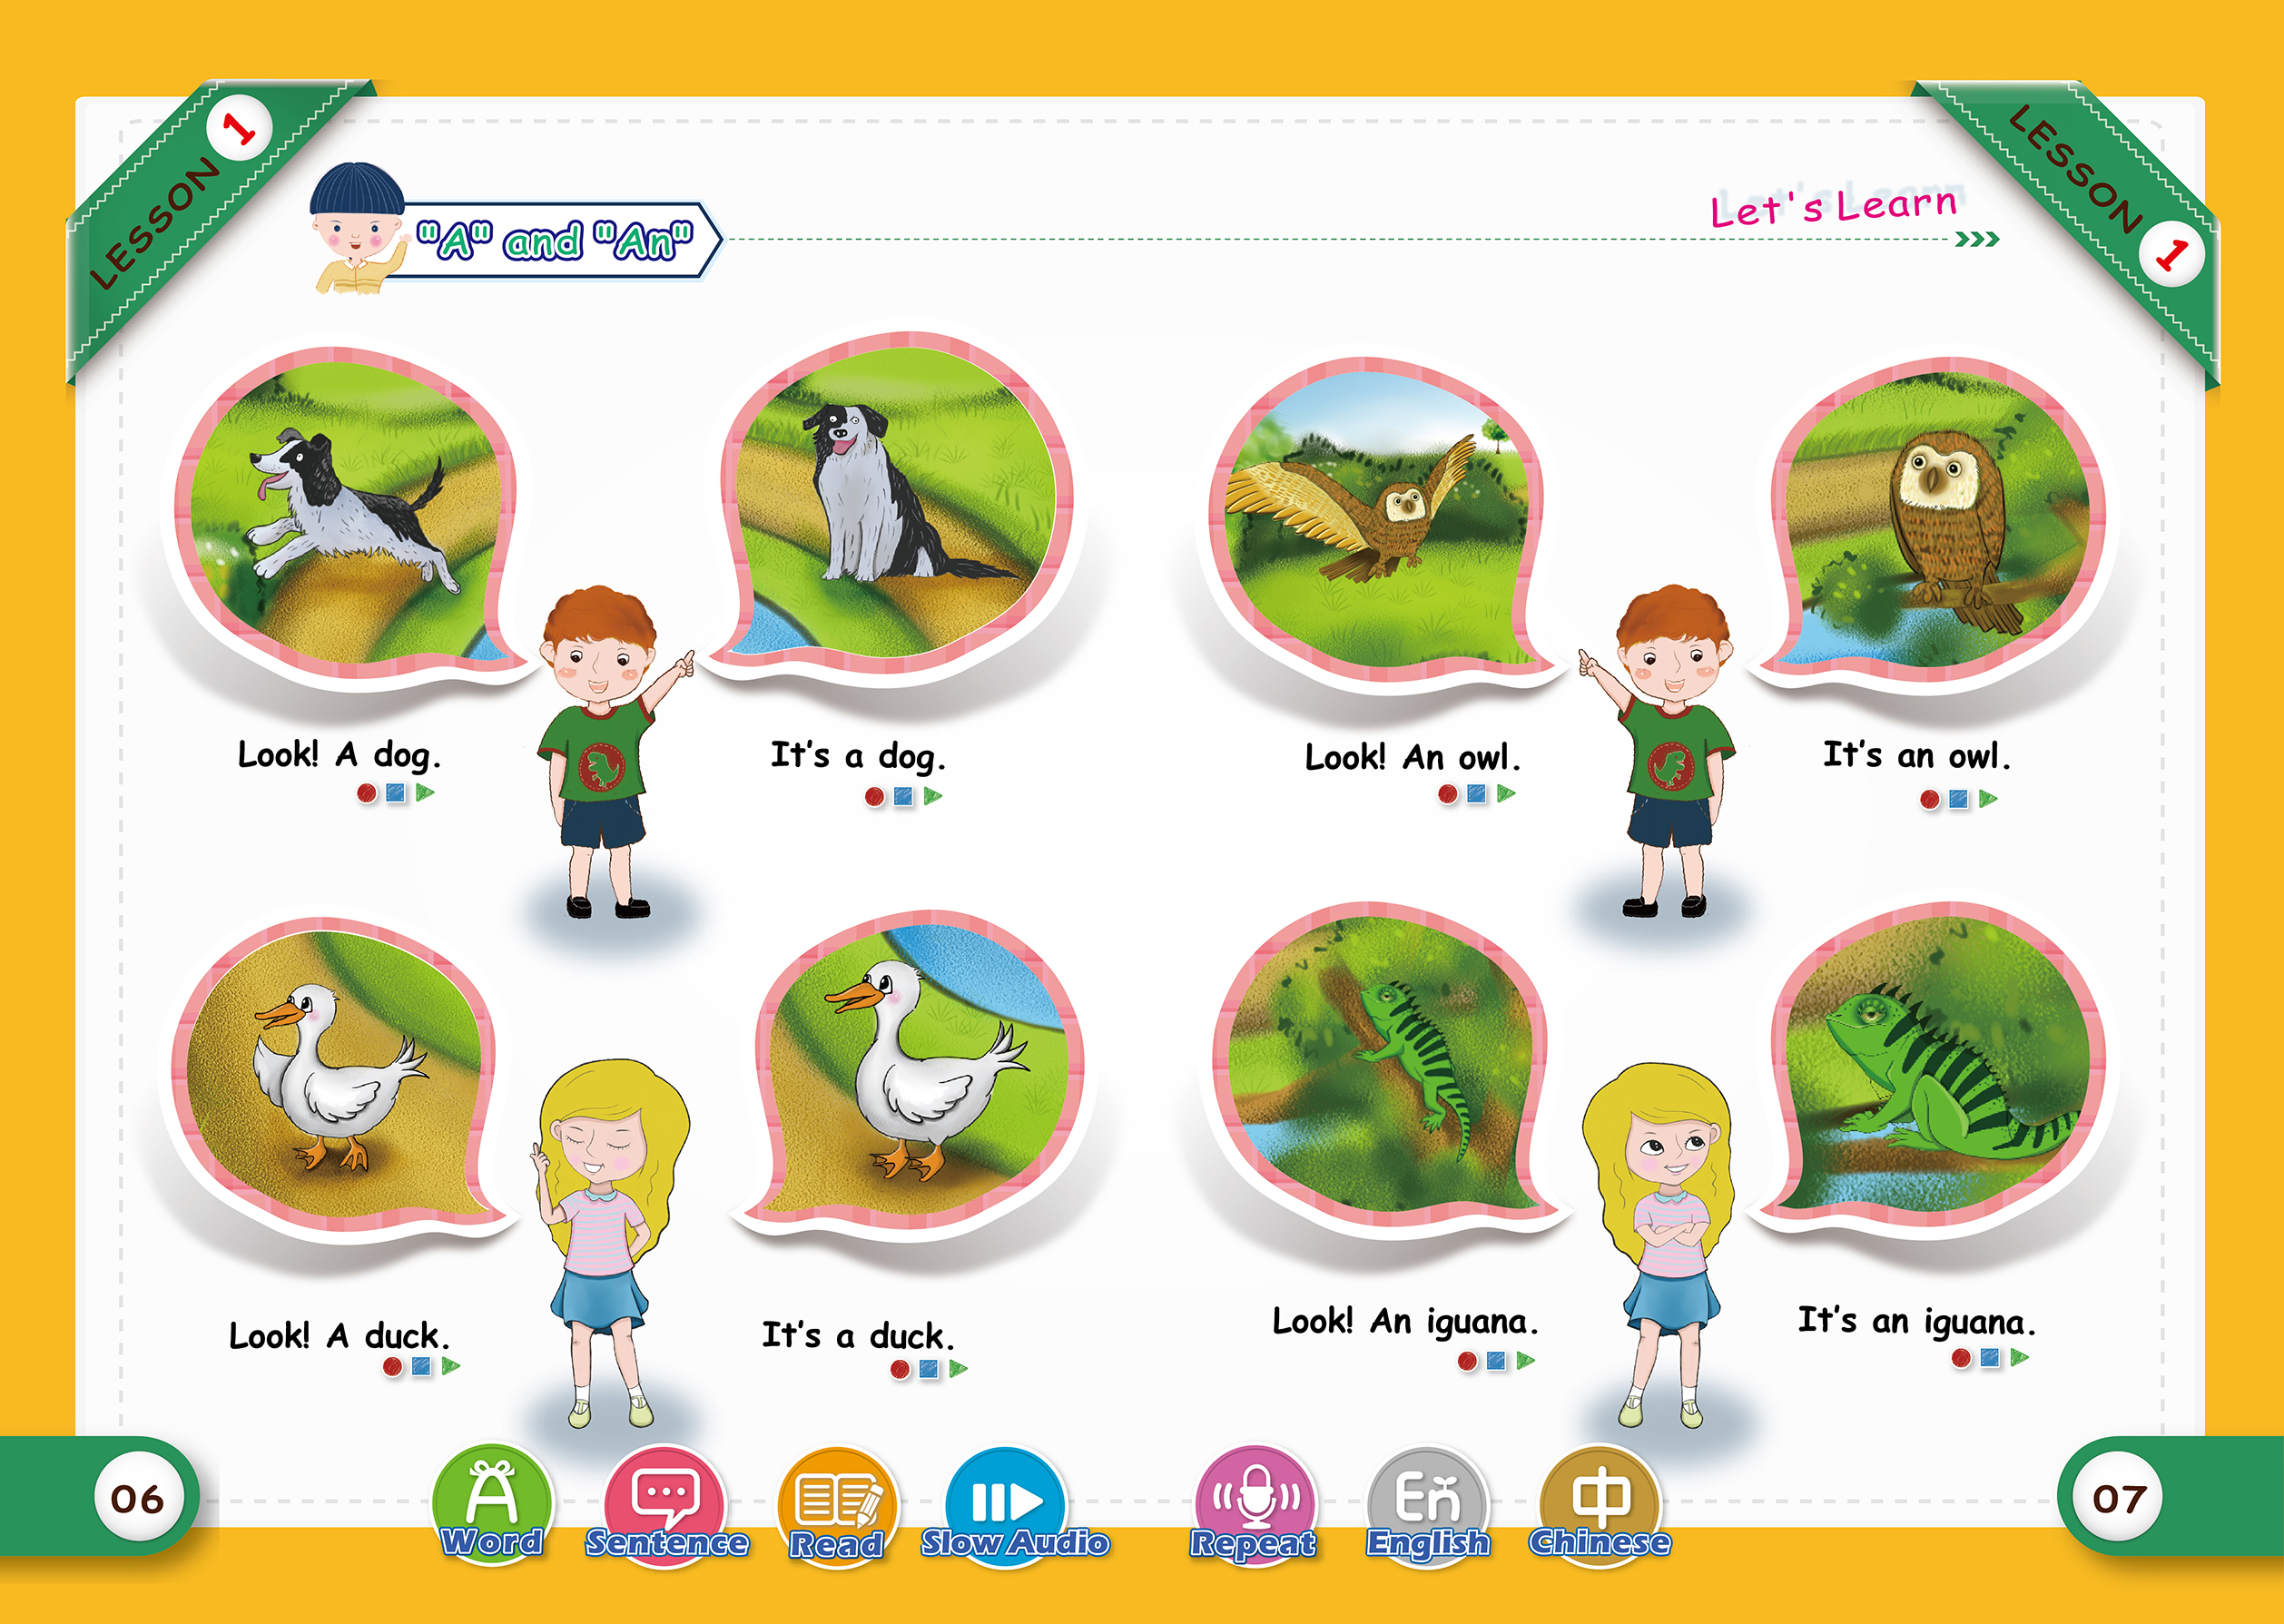 LESSON 1
"A" and "An"
Let's Learn
LESSON 1
Look! A dog.
It's a dog.
Look! An owl.
It's an owl.
Look! A duck.
It's a duck.
Look! An iguana.
It's an iguana.
06
A
Word
Sentence
Read
Slow Audio
Repeat
En
English
中
Chinese
07